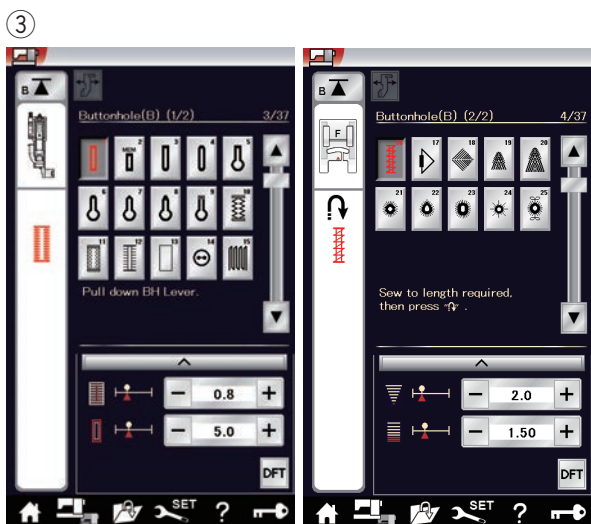 ③
B
Buttonhole(B) (1/2) 3/37
1 MEM 2 3 4 5
6 7 8 9 10
11 12 13 14 15
Pull down BH Lever.
− 0.8 +
− 5.0 +
DFT
SET ?
B
F
Buttonhole(B) (2/2) 4/37
17 18 19 20
21 22 23 24 25
Sew to length required,
then press “ ”.
− 2.0 +
− 1.50 +
DFT
SET ?